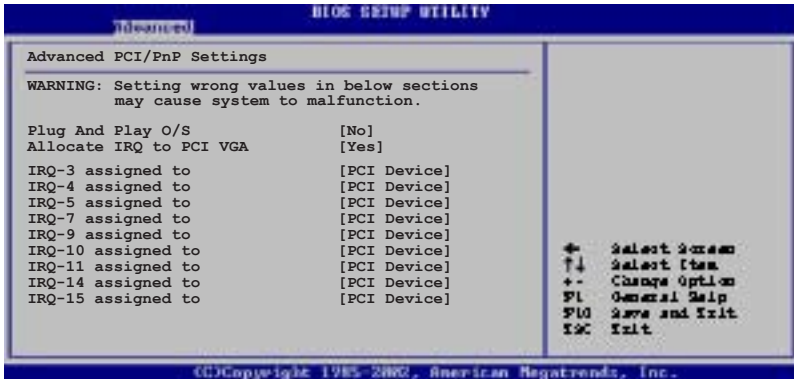 BIOS SETUP UTILITY
Advanced
Advanced PCI/PnP Settings
WARNING: Setting wrong values in below sections
may cause system to malfunction.
Plug And Play O/S [No]
Allocate IRQ to PCI VGA [Yes]
IRQ-3 assigned to [PCI Device]
IRQ-4 assigned to [PCI Device]
IRQ-5 assigned to [PCI Device]
IRQ-7 assigned to [PCI Device]
IRQ-9 assigned to [PCI Device]
IRQ-10 assigned to [PCI Device]
IRQ-11 assigned to [PCI Device]
IRQ-14 assigned to [PCI Device]
IRQ-15 assigned to [PCI Device]
← Select Screen
↑↓ Select Item
+- Change Option
F1 General Help
F10 Save and Exit
ESC Exit
(C)Copyright 1985-2002, American Megatrends, Inc.